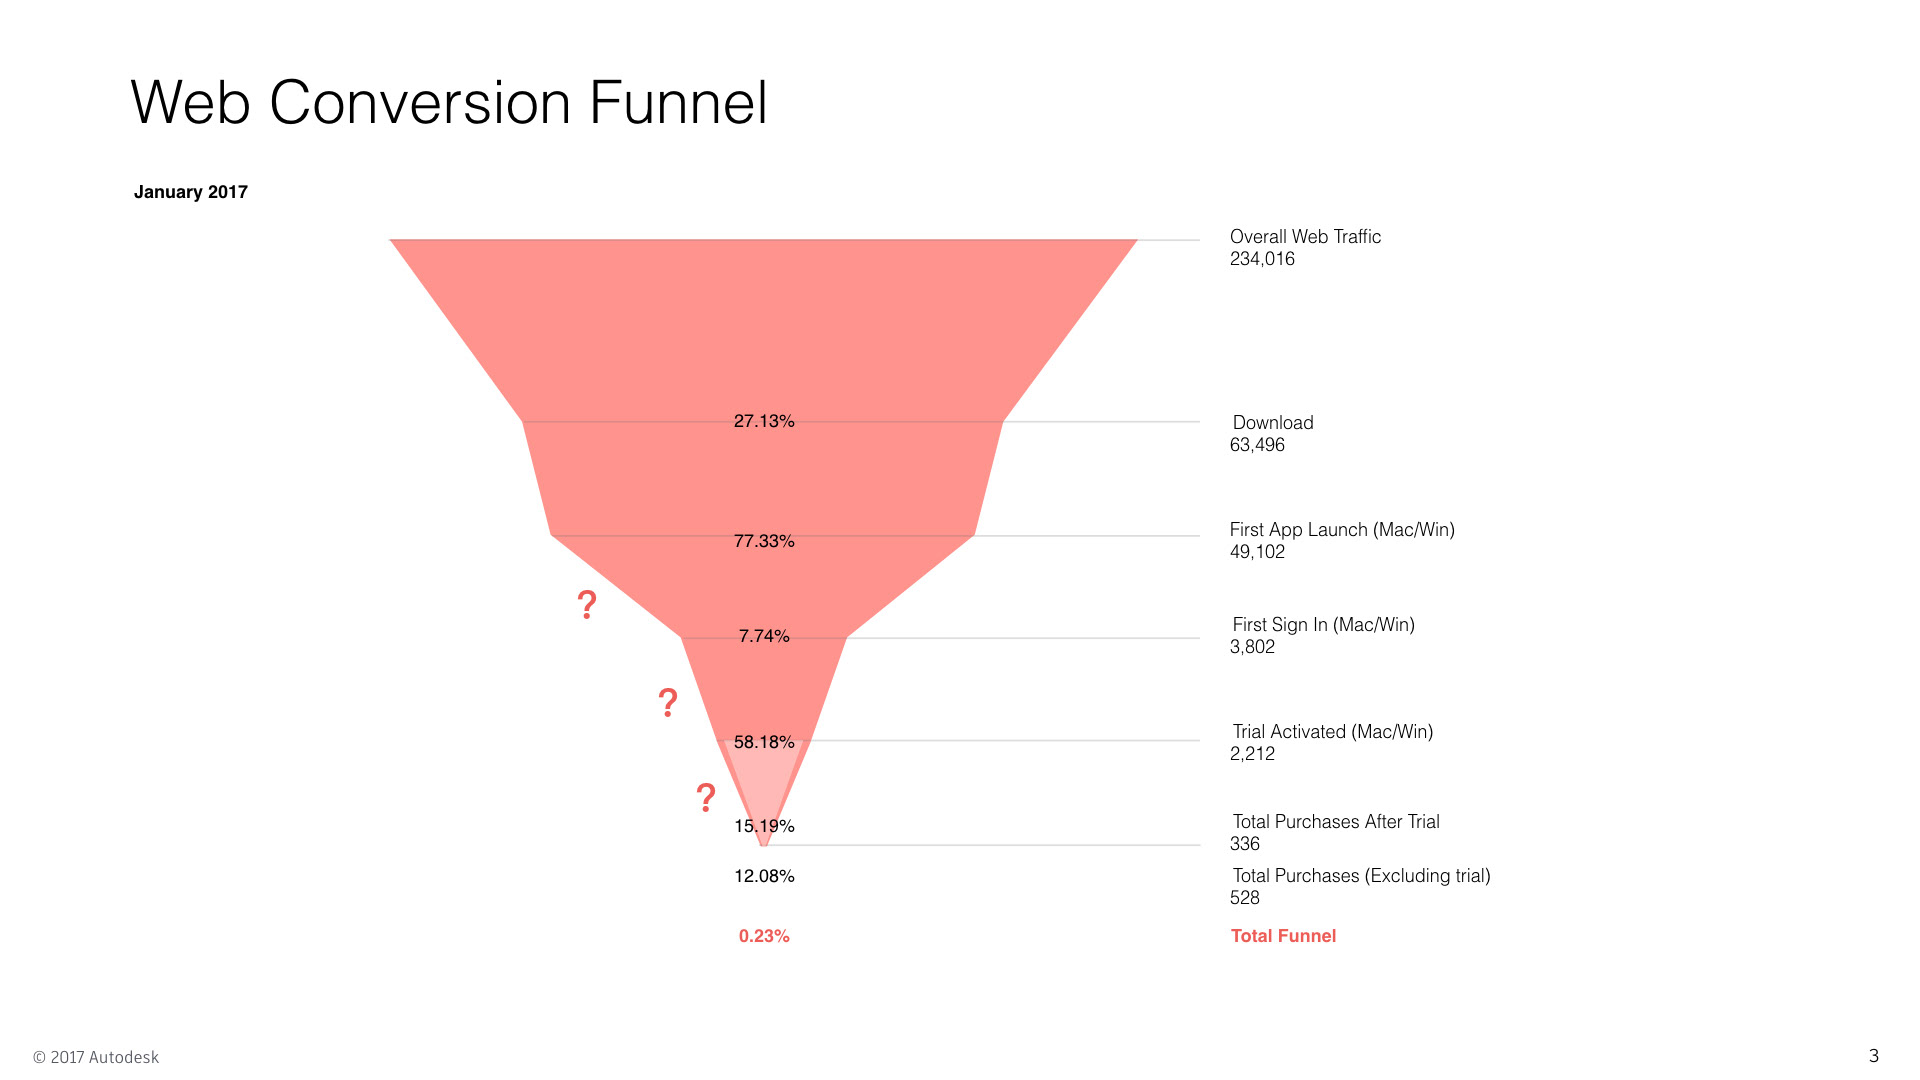 Web Conversion Funnel
January 2017
Overall Web Traffic
234,016
27.13%
Download
63,496
77.33%
First App Launch (Mac/Win)
49,102
?
7.74%
First Sign In (Mac/Win)
3,802
?
58.18%
Trial Activated (Mac/Win)
2,212
?
15.19%
Total Purchases After Trial
336
12.08%
Total Purchases (Excluding trial)
528
0.23%
Total Funnel
© 2017 Autodesk
3